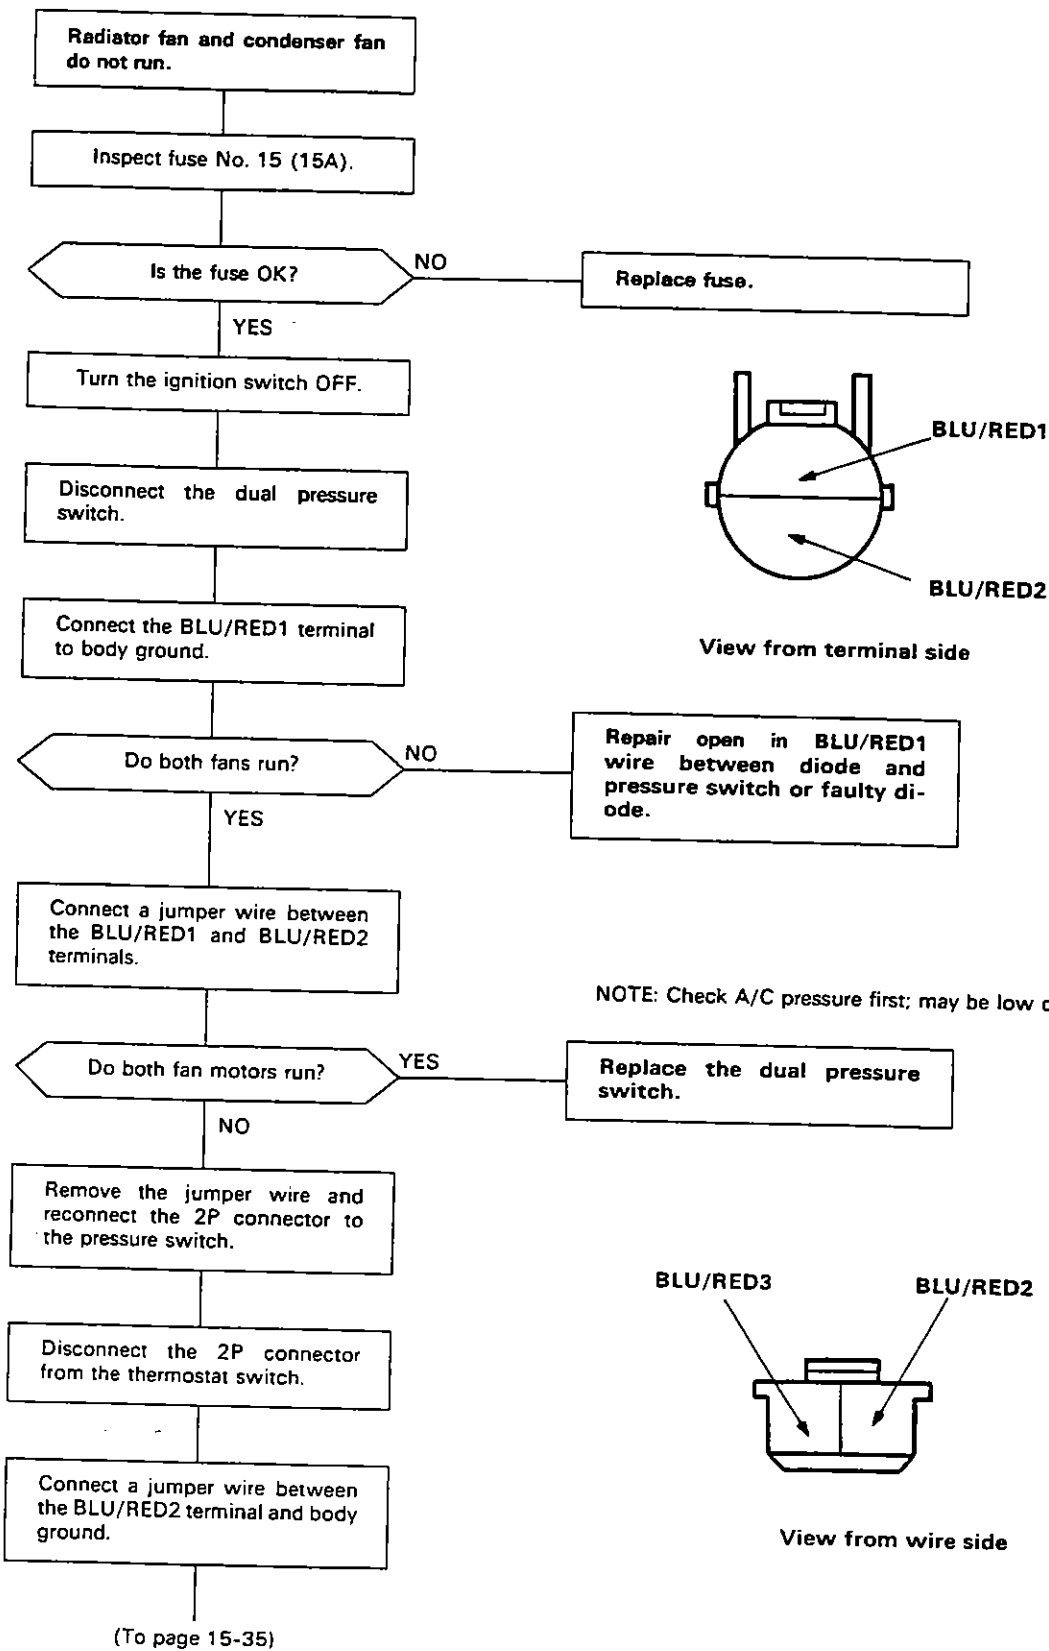 Radiator fan and condenser fan
do not run.
Inspect fuse No. 15 (15A).
Is the fuse OK?
NO
Replace fuse.
YES
Turn the ignition switch OFF.
Disconnect the dual pressure
switch.
BLU/RED1
BLU/RED2
View from terminal side
Connect the BLU/RED1 terminal
to body ground.
Do both fans run?
NO
Repair open in BLU/RED1
wire between diode and
pressure switch or faulty di-
ode.
YES
Connect a jumper wire between
the BLU/RED1 and BLU/RED2
terminals.
NOTE: Check A/C pressure first; may be low
Do both fan motors run?
YES
Replace the dual pressure
switch.
NO
Remove the jumper wire and
reconnect the 2P connector to
the pressure switch.
Disconnect the 2P connector
from the thermostat switch.
BLU/RED3
BLU/RED2
View from wire side
Connect a jumper wire between
the BLU/RED2 terminal and body
ground.
(To page 15-35)